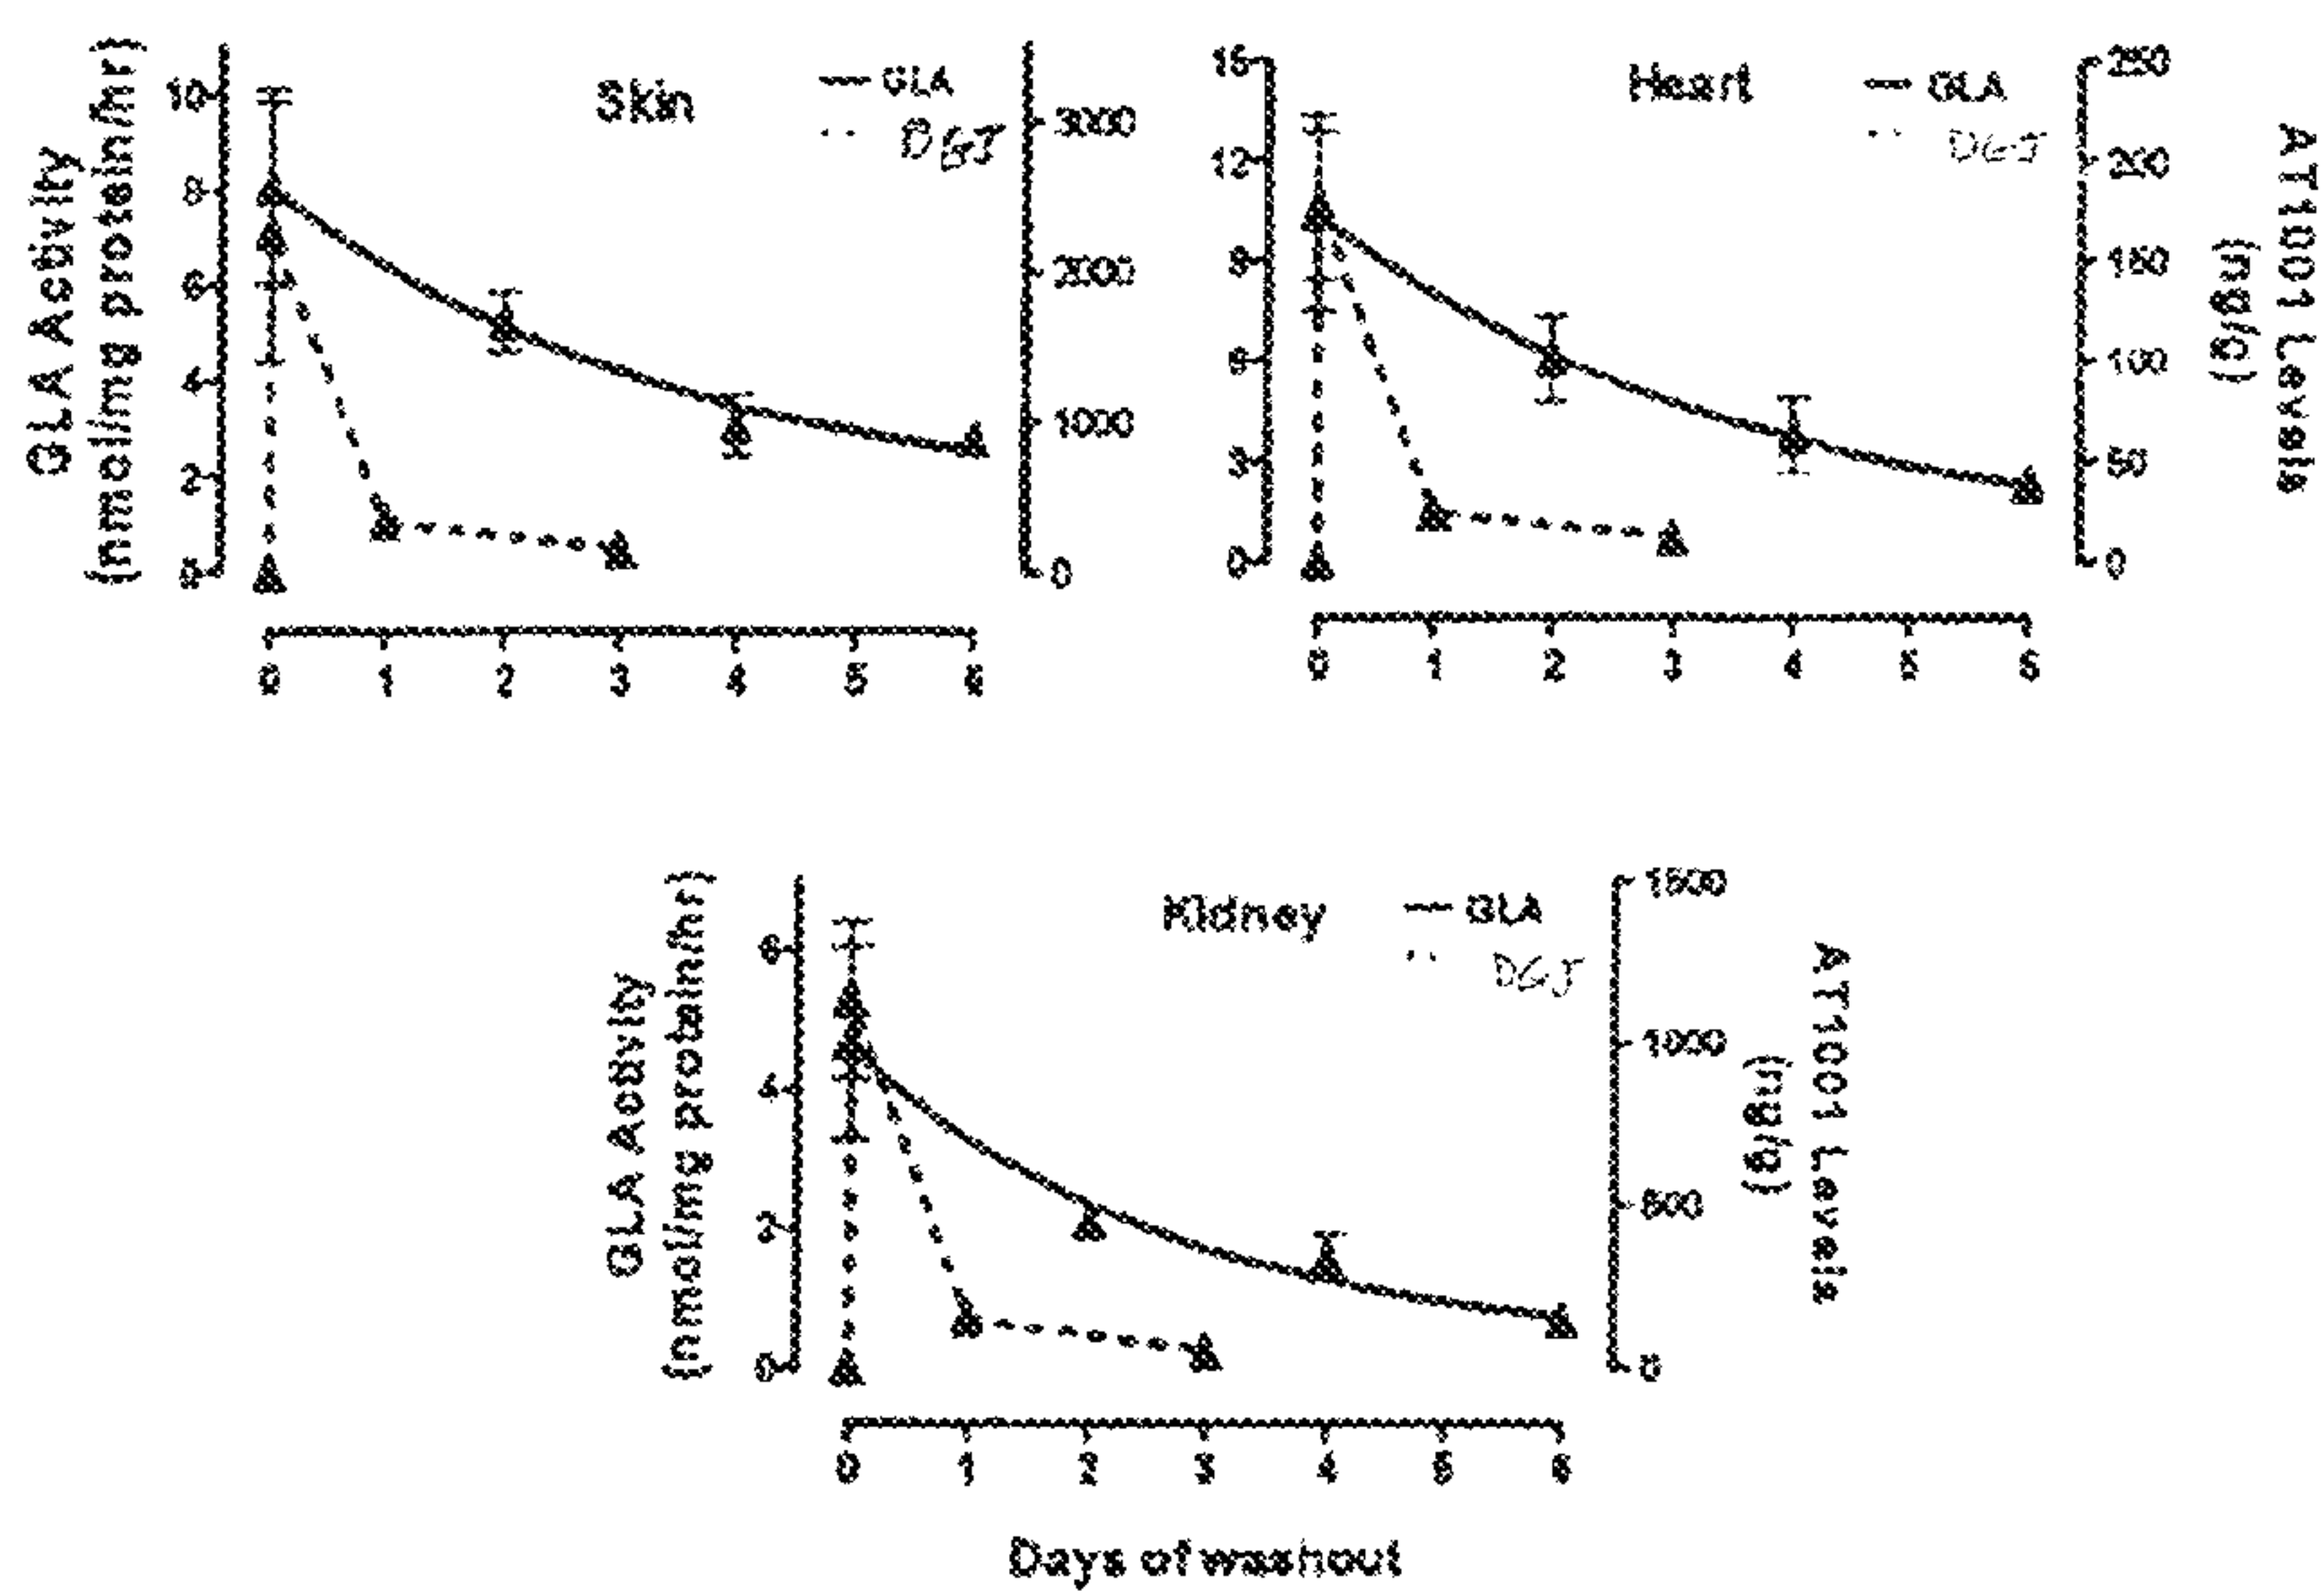 GLA Activity
(nmol/mg protein/hr)
Skin
GLA
DGJ
10
8
6
4
2
0
3000
2000
1000
0
0 1 2 3 4 5 6
Heart
GLA
DGJ
15
12
9
6
3
0
250
200
150
100
50
0
AT1001 Levels
(ng/g)
0 1 2 3 4 5 6
GLA Activity
(nmol/mg protein/hr)
Kidney
GLA
DGJ
6
4
2
0
1500
1000
500
0
AT1001 Levels
(ng/g)
0 1 2 3 4 5 6
Days of washout